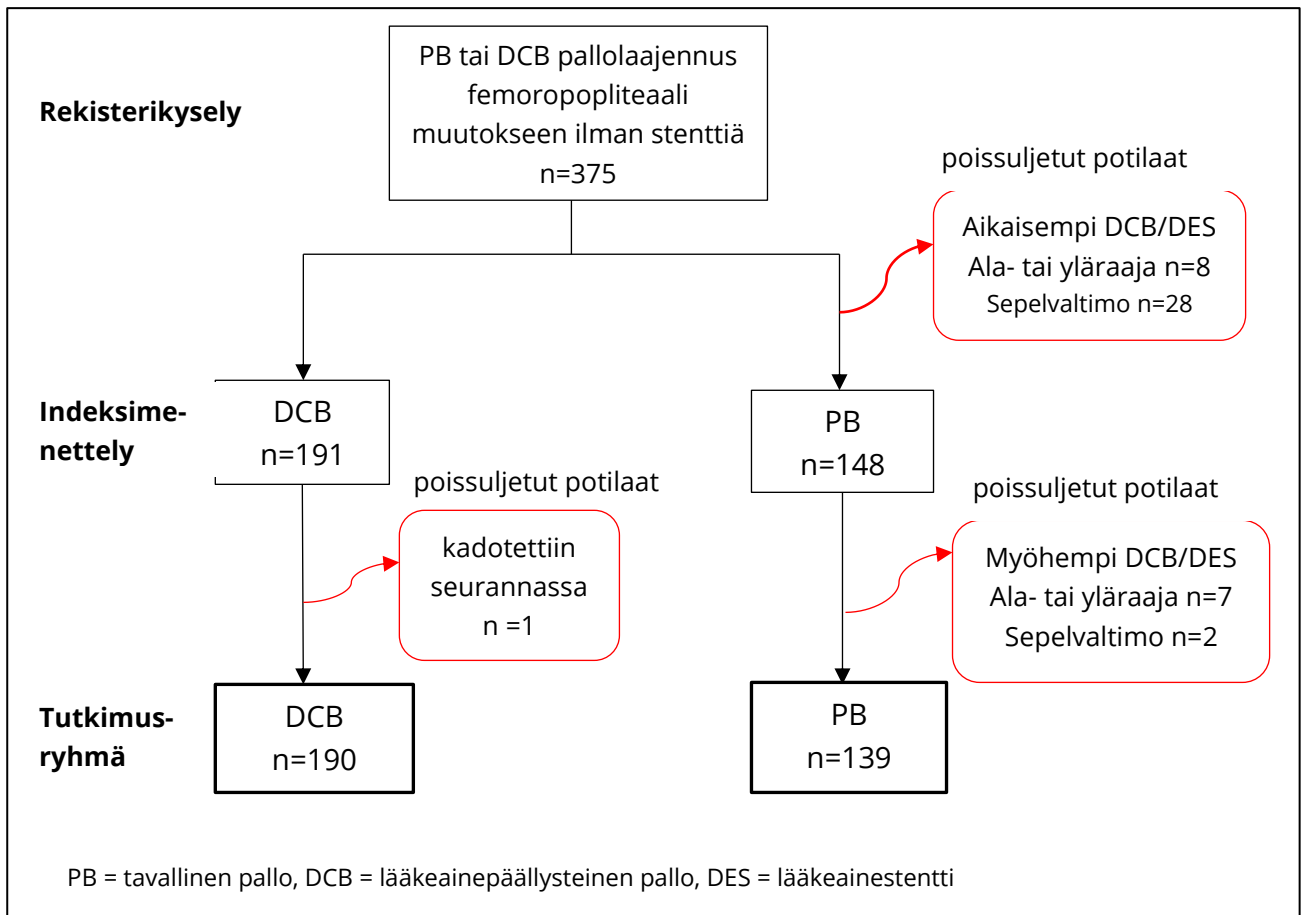 PB tai DCB pallolaajennus
femoropopliteaali
muutokseen ilman stenttiä
n=375
Rekisterikysely
poissuljetut potilaat
Aikaisempi DCB/DES
Ala- tai yläraaja n=8
Sepelvaltimo n=28
Indeksime-
nettely
DCB
n=191
PB
n=148
poissuljetut potilaat
kadotettiin
seurannassa
n =1
poissuljetut potilaat
Myöhempi DCB/DES
Ala- tai yläraaja n=7
Sepelvaltimo n=2
Tutkimus-
ryhmä
DCB
n=190
PB
n=139
PB = tavallinen pallo, DCB = lääkeainepäällysteinen pallo, DES = lääkeainestentti